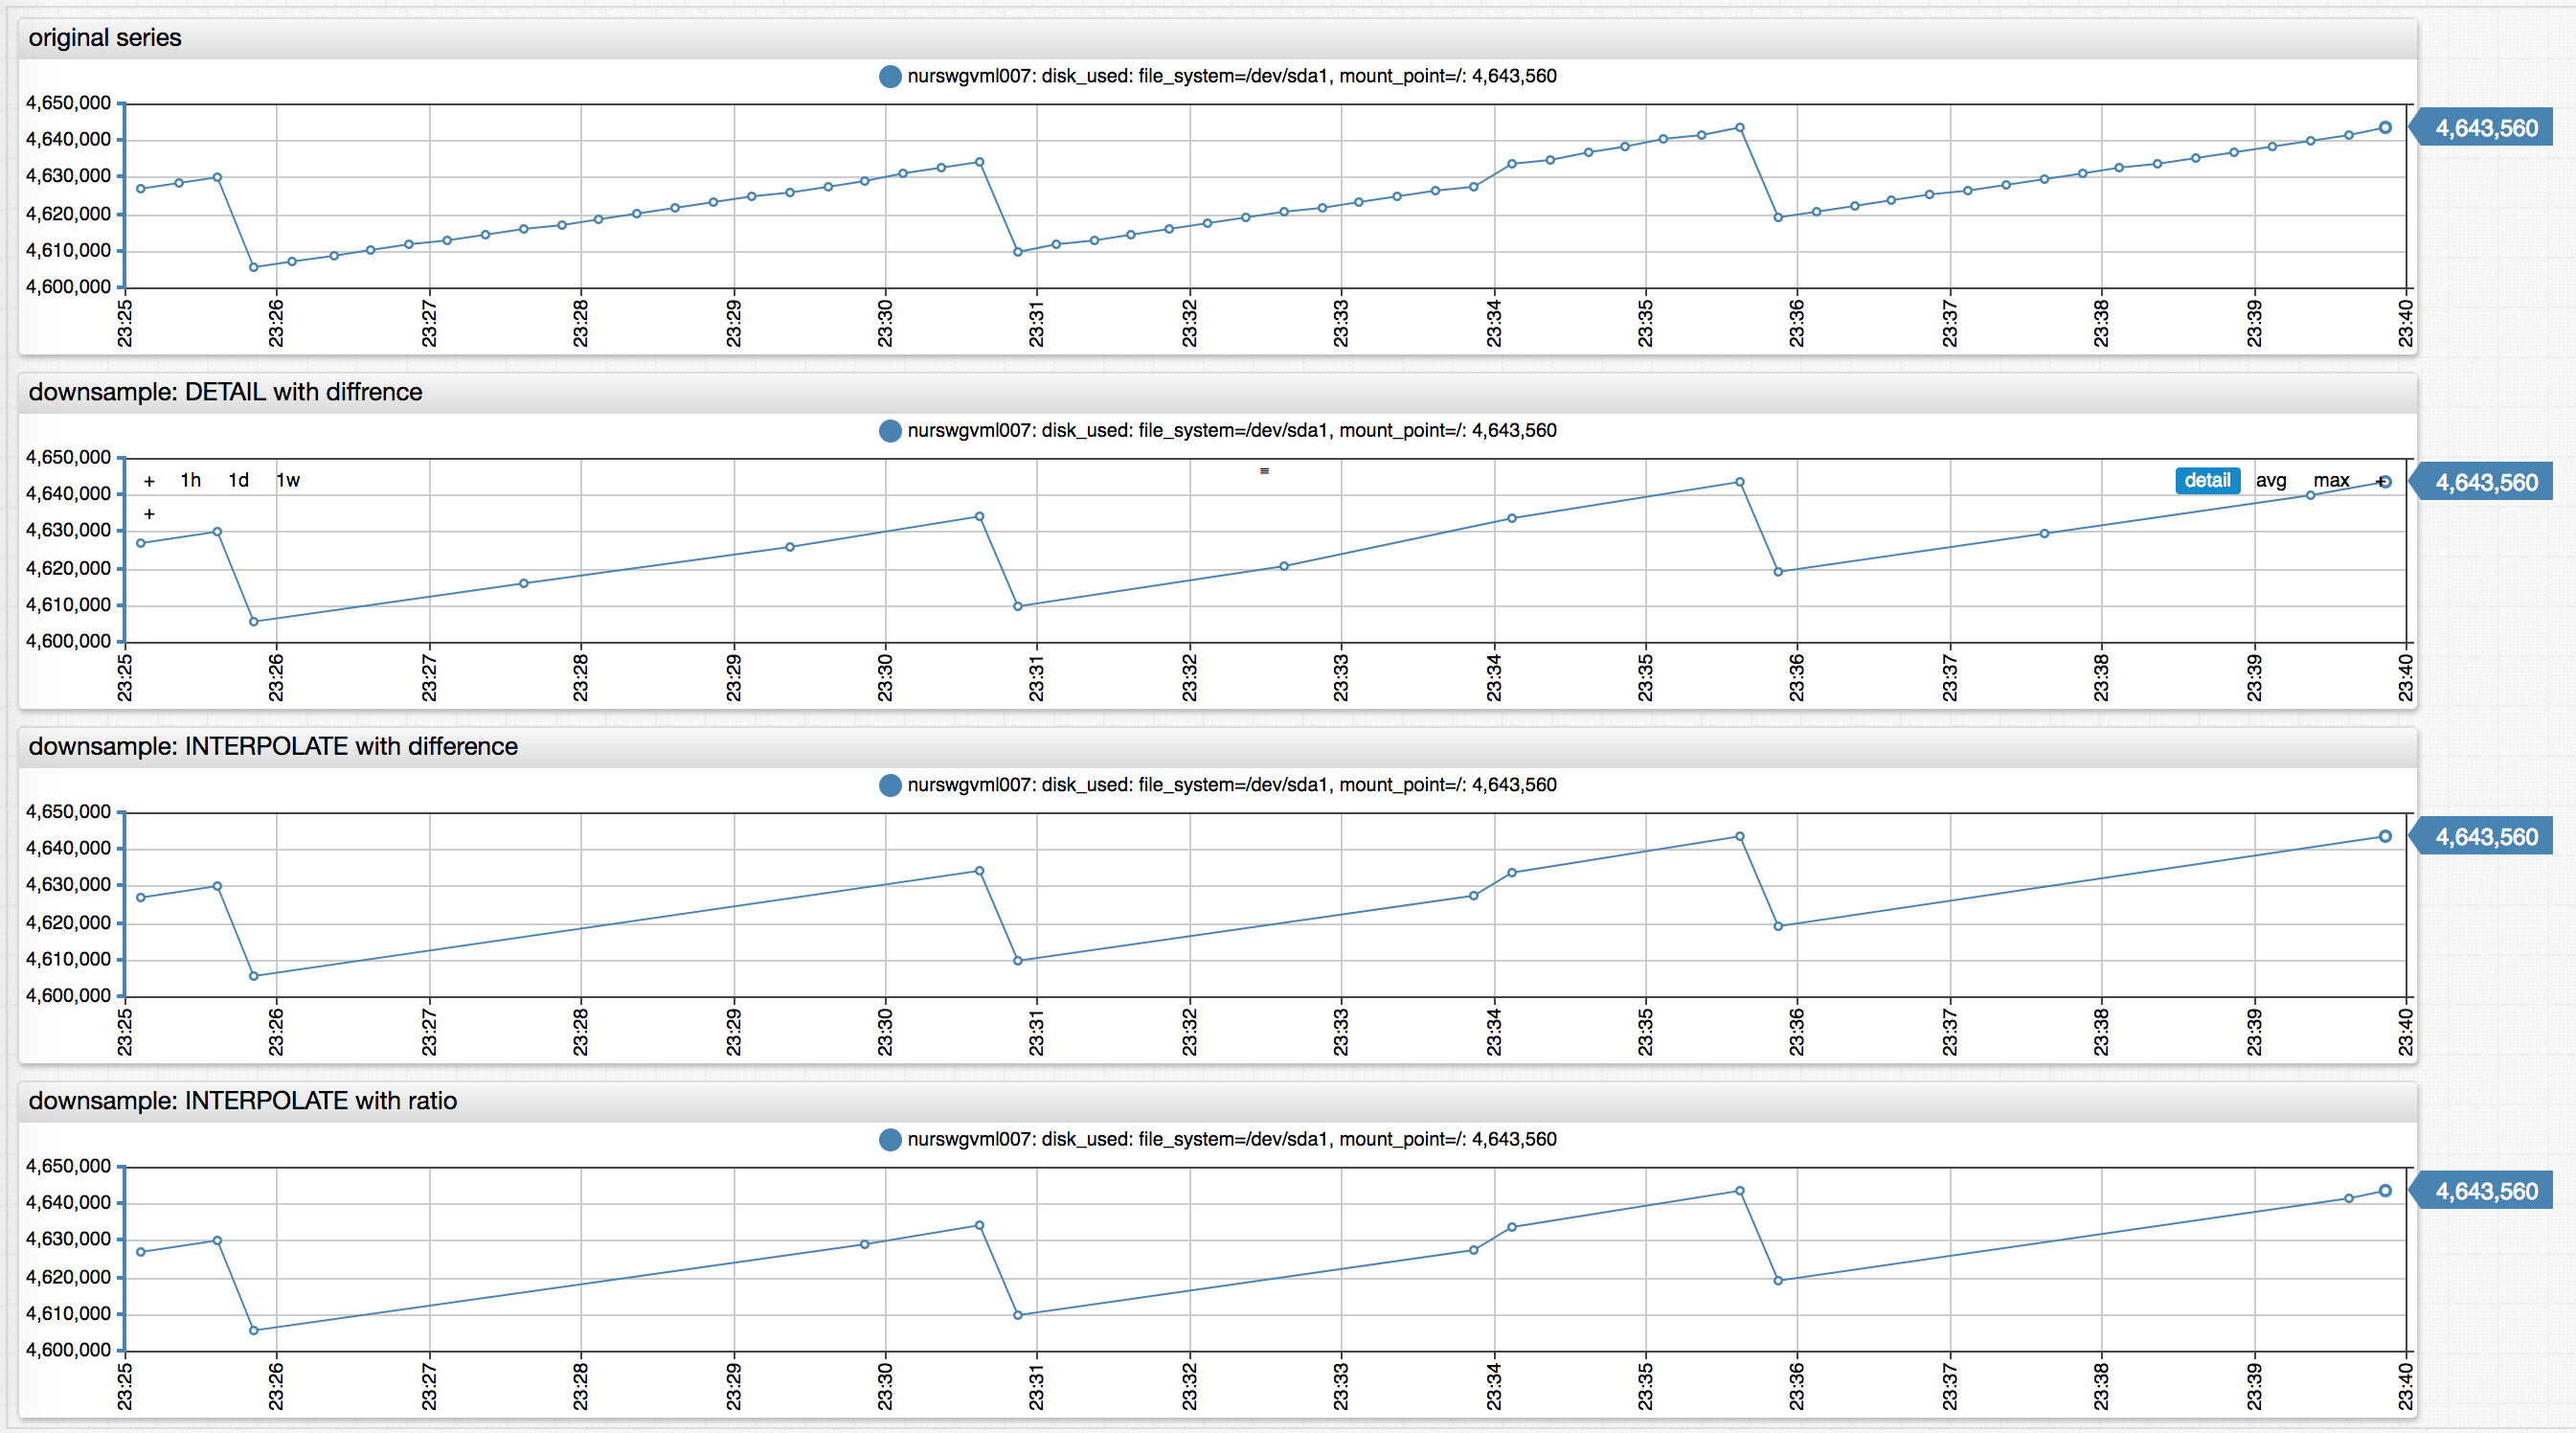 original series
nurswgvml007: disk_used: file_system=/dev/sda1, mount_point=/: 4,643,560
4,650,000
4,640,000
4,630,000
4,620,000
4,610,000
4,600,000
4,643,560
23:25 23:26 23:27 23:28 23:29 23:30 23:31 23:32 23:33 23:34 23:35 23:36 23:37 23:38 23:39 23:40
downsample: DETAIL with diffrence
nurswgvml007: disk_used: file_system=/dev/sda1, mount_point=/: 4,643,560
4,650,000
+ 1h 1d 1w
≡
detail avg max +
4,643,560
4,640,000
+
4,630,000
4,620,000
4,610,000
4,600,000
23:25 23:26 23:27 23:28 23:29 23:30 23:31 23:32 23:33 23:34 23:35 23:36 23:37 23:38 23:39 23:40
downsample: INTERPOLATE with difference
nurswgvml007: disk_used: file_system=/dev/sda1, mount_point=/: 4,643,560
4,650,000
4,640,000
4,630,000
4,620,000
4,610,000
4,600,000
4,643,560
23:25 23:26 23:27 23:28 23:29 23:30 23:31 23:32 23:33 23:34 23:35 23:36 23:37 23:38 23:39 23:40
downsample: INTERPOLATE with ratio
nurswgvml007: disk_used: file_system=/dev/sda1, mount_point=/: 4,643,560
4,650,000
4,640,000
4,630,000
4,620,000
4,610,000
4,600,000
4,643,560
23:25 23:26 23:27 23:28 23:29 23:30 23:31 23:32 23:33 23:34 23:35 23:36 23:37 23:38 23:39 23:40